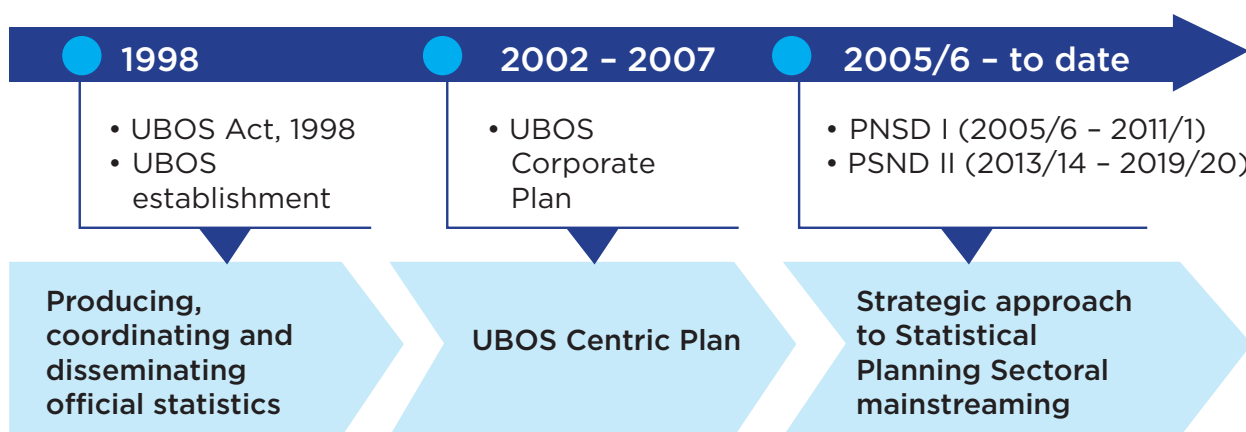 1998
2002 – 2007
2005/6 – to date
• UBOS Act, 1998
• UBOS
establishment
• UBOS
Corporate
Plan
• PNSD I (2005/6 – 2011/1)
• PSND II (2013/14 – 2019/20)
Producing,
coordinating and
disseminating
official statistics
UBOS Centric Plan
Strategic approach
to Statistical
Planning Sectoral
mainstreaming